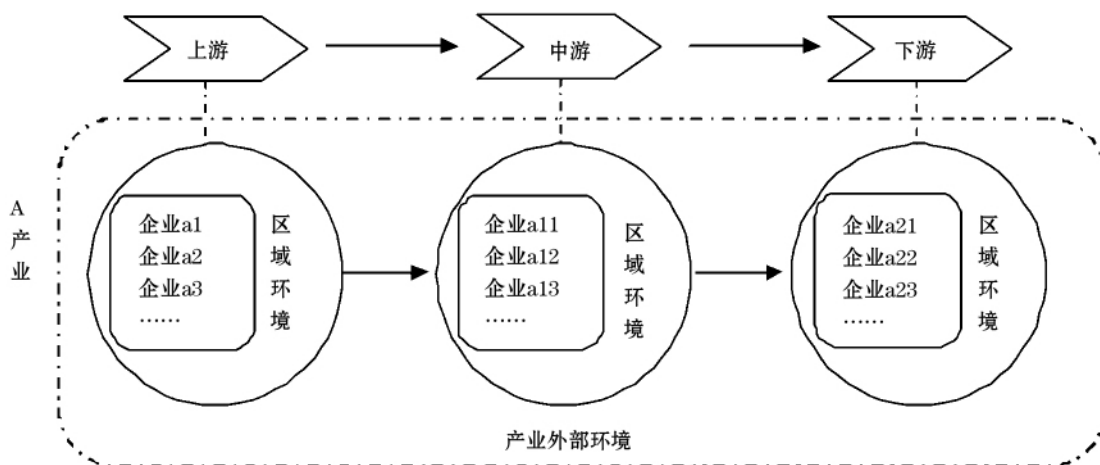 上游
中游
下游
A产业
企业a1
企业a2
企业a3
……
区域环境
企业a11
企业a12
企业a13
……
区域环境
企业a21
企业a22
企业a23
……
区域环境
产业外部环境